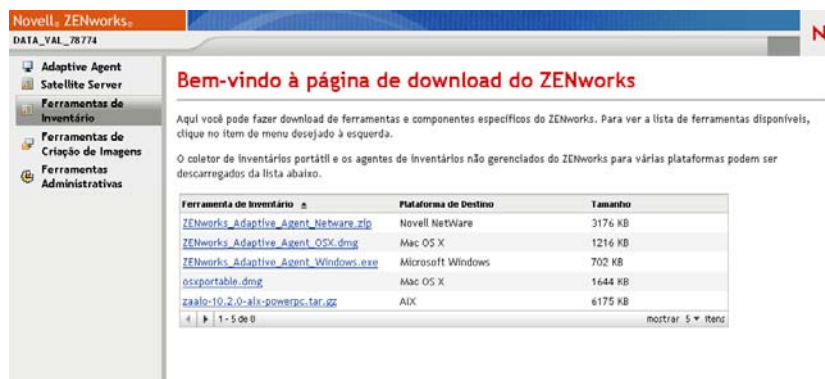 Novell® ZENworks®
DATA_VAL_78774
N
Adaptive Agent
Satellite Server
Ferramentas de
Inventário
Ferramentas de
Criação de Imagens
Ferramentas
Administrativas
Bem-vindo à página de download do ZENworks
Aqui você pode fazer download de ferramentas e componentes específicos do ZENworks. Para ver a lista de ferramentas disponíveis,
clique no item de menu desejado à esquerda.
O coletor de inventários portátil e os agentes de inventários não gerenciados do ZENworks para várias plataformas podem ser
descarregados da lista abaixo.
Ferramenta de Inventário Plataforma de Destino Tamanho
ZENworks_Adaptive_Agent_Netware.zip Novell NetWare 3176 KB
ZENworks_Adaptive_Agent_OSX.dmg Mac OS X 1216 KB
ZENworks_Adaptive_Agent_Windows.exe Microsoft Windows 702 KB
osxportable.dmg Mac OS X 1644 KB
zaalo-10.2.0-aix-powerpc.tar.gz AIX 6175 KB
1 - 5 de 8 mostrar 5 itens